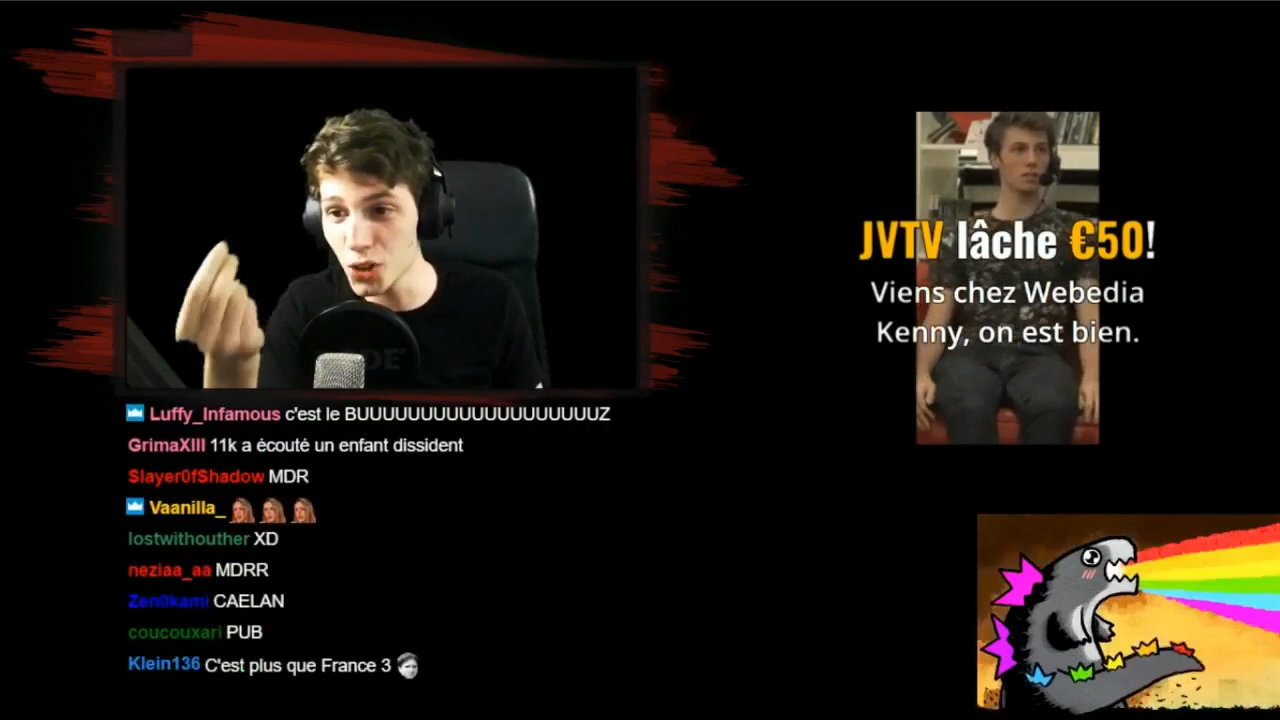 Luffy_Infamous c'est le BUUUUUUUUUUUUUUUUUUUZ
GrimaXIII 11k a écouté un enfant dissident
Slayer0fShadow MDR
Vaanilla_
lostwithouther XD
neziaa_aa MDRR
Zen0kami CAELAN
coucouxari PUB
Klein136 C'est plus que France 3
JVTV lâche €50!
Viens chez Webedia
Kenny, on est bien.